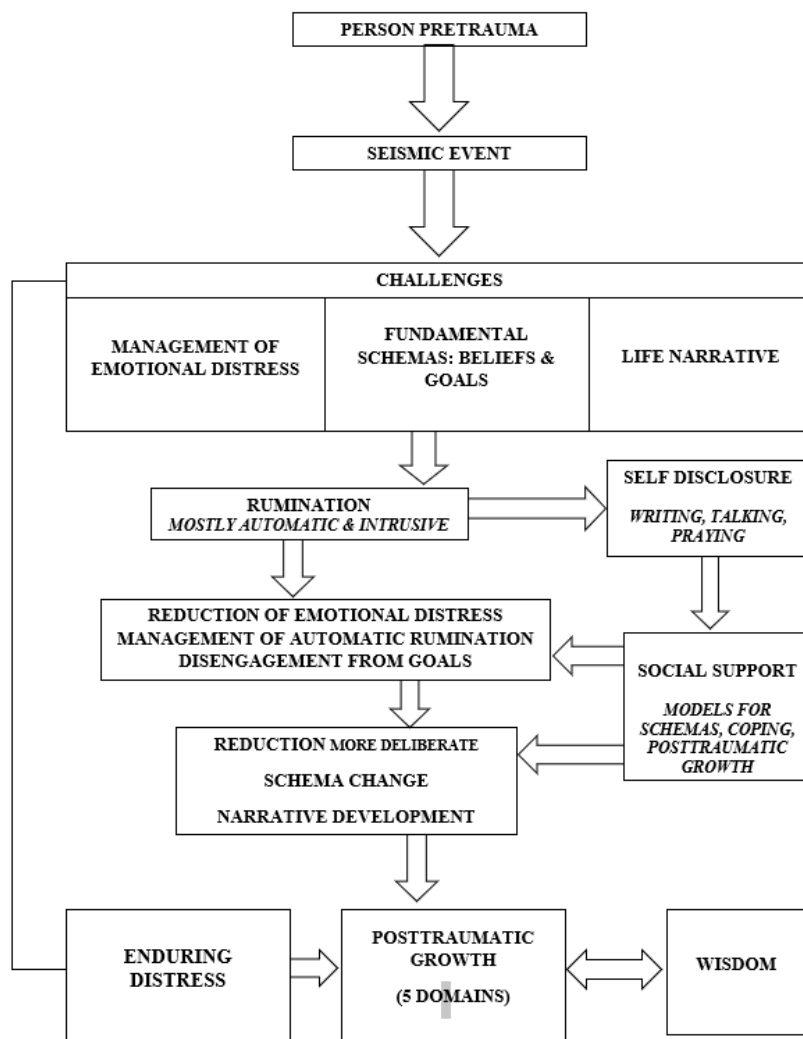 PERSON PRETRAUMA
SEISMIC EVENT
CHALLENGES
MANAGEMENT OF
EMOTIONAL DISTRESS
FUNDAMENTAL
SCHEMAS: BELIEFS &
GOALS
LIFE NARRATIVE
RUMINATION
MOSTLY AUTOMATIC & INTRUSIVE
SELF DISCLOSURE
WRITING, TALKING,
PRAYING
REDUCTION OF EMOTIONAL DISTRESS
MANAGEMENT OF AUTOMATIC RUMINATION
DISENGAGEMENT FROM GOALS
SOCIAL SUPPORT
MODELS FOR
SCHEMAS, COPING,
POSTTRAUMATIC
GROWTH
REDUCTION MORE DELIBERATE
SCHEMA CHANGE
NARRATIVE DEVELOPMENT
ENDURING
DISTRESS
POSTTRAUMATIC
GROWTH
(5 DOMAINS)
WISDOM